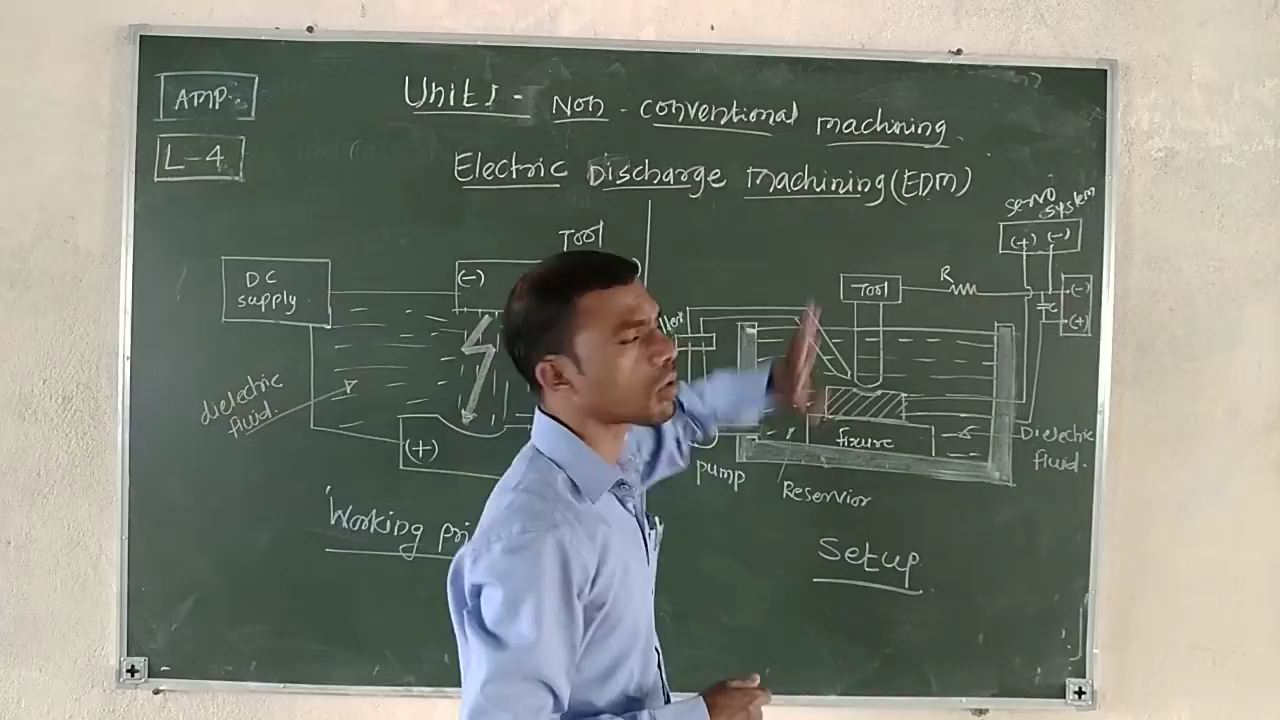 AMP.
L-4
Unit 1 - Non-conventional machining.
Electric Discharge Machining (EDM)
Tool
DC
supply
(-)
dielectric
fluid.
(+)
Working
servo
system
(+) (-)
Tool
R
(-)
C
(+)
fixure
Dielectric
fluid.
pump
Reservior
Setup